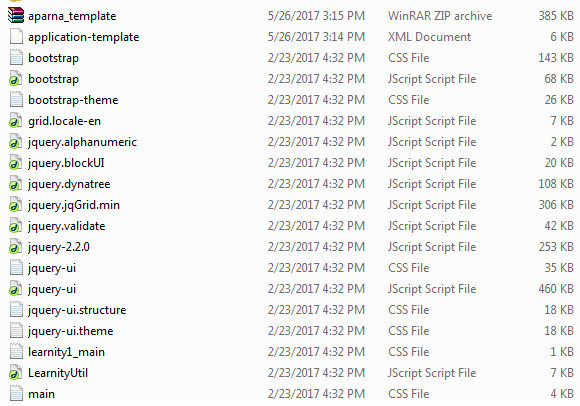 aparna_template 5/26/2017 3:15 PM WinRAR ZIP archive 385 KB
application-template 5/26/2017 3:14 PM XML Document 6 KB
bootstrap 2/23/2017 4:32 PM CSS File 143 KB
bootstrap 2/23/2017 4:32 PM JScript Script File 68 KB
bootstrap-theme 2/23/2017 4:32 PM CSS File 26 KB
grid.locale-en 2/23/2017 4:32 PM JScript Script File 7 KB
jquery.alphanumeric 2/23/2017 4:32 PM JScript Script File 2 KB
jquery.blockUI 2/23/2017 4:32 PM JScript Script File 20 KB
jquery.dynatree 2/23/2017 4:32 PM JScript Script File 108 KB
jquery.jqGrid.min 2/23/2017 4:32 PM JScript Script File 306 KB
jquery.validate 2/23/2017 4:32 PM JScript Script File 42 KB
jquery-2.2.0 2/23/2017 4:32 PM JScript Script File 253 KB
jquery-ui 2/23/2017 4:32 PM CSS File 35 KB
jquery-ui 2/23/2017 4:32 PM JScript Script File 460 KB
jquery-ui.structure 2/23/2017 4:32 PM CSS File 18 KB
jquery-ui.theme 2/23/2017 4:32 PM CSS File 18 KB
learnity1_main 2/23/2017 4:32 PM CSS File 1 KB
LearnityUtil 2/23/2017 4:32 PM JScript Script File 7 KB
main 2/23/2017 4:32 PM CSS File 4 KB